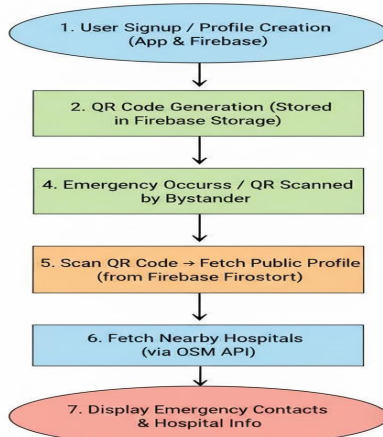 1. User Signup / Profile Creation
(App & Firebase)
2. QR Code Generation (Stored
in Firebase Storage)
4. Emergency Occurss / QR Scanned
by Bystander
5. Scan QR Code → Fetch Public Profile
(from Firebase Firostort)
6. Fetch Nearby Hospitals
(via OSM API)
7. Display Emergency Contacts
& Hospital Info